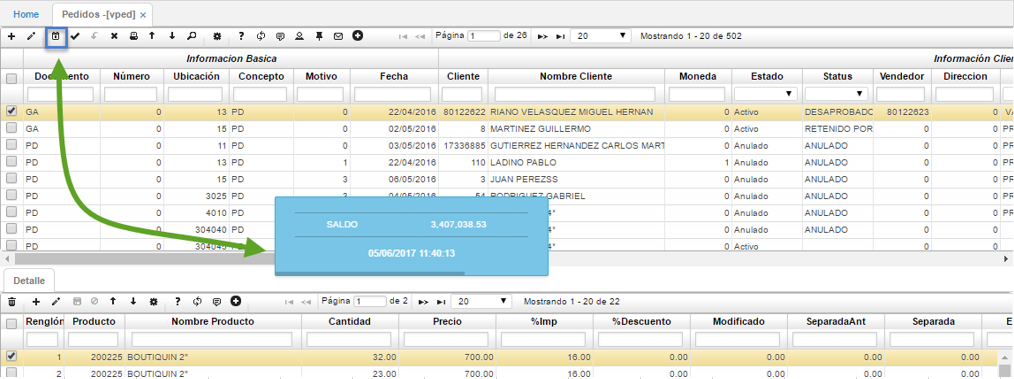 Home Pedidos -[vped] ×
Página 1 de 26 20 Mostrando 1 - 20 de 502
Informacion Basica Información Clie
Documento Número Ubicación Concepto Motivo Fecha Cliente Nombre Cliente Moneda Estado Status Vendedor Direccion
GA 0 13 PD 0 22/04/2016 80122622 RIANO VELASQUEZ MIGUEL HERNAN 0 Activo DESAPROBADO 80122623 0 VA
GA 0 15 PD 0 02/05/2016 8 MARTINEZ GUILLERMO 0 Activo RETENIDO POR 0 0 PR
PD 0 11 PD 0 03/05/2016 17336885 GUTIERREZ HERNANDEZ CARLOS MART 0 Anulado ANULADO 0 0 PR
PD 0 13 PD 1 22/04/2016 110 LADINO PABLO 1 Anulado ANULADO 0 0 PR
PD 0 15 PD 3 06/05/2016 3 JUAN PEREZSS 0 Anulado ANULADO 0 0 PR
PD 0 3025 PD 3 04/05/2016 54 RODRIGUEZ GABRIEL 0 Anulado ANULADO 0 0 PR
PD 0 4010 PD 4" 0 Anulado ANULADO 0 0 PR
PD 0 304040 PD 4" 0 Anulado ANULADO 0 0
PD 0 304045 PD 4" 0 Activo 0 0
SALDO 3,407,038.53
05/06/2017 11:40:13
Detalle
Página 1 de 2 20 Mostrando 1 - 20 de 22
Renglón Producto Nombre Producto Cantidad Precio %Imp %Descuento Modificado SeparadaAnt Separada E
1 200225 BOUTIQUIN 2" 32.00 700.00 16.00 0.00 0.00 0.00 0.00
2 200225 BOUTIQUIN 2" 23.00 700.00 16.00 0.00 0.00 0.00 0.00